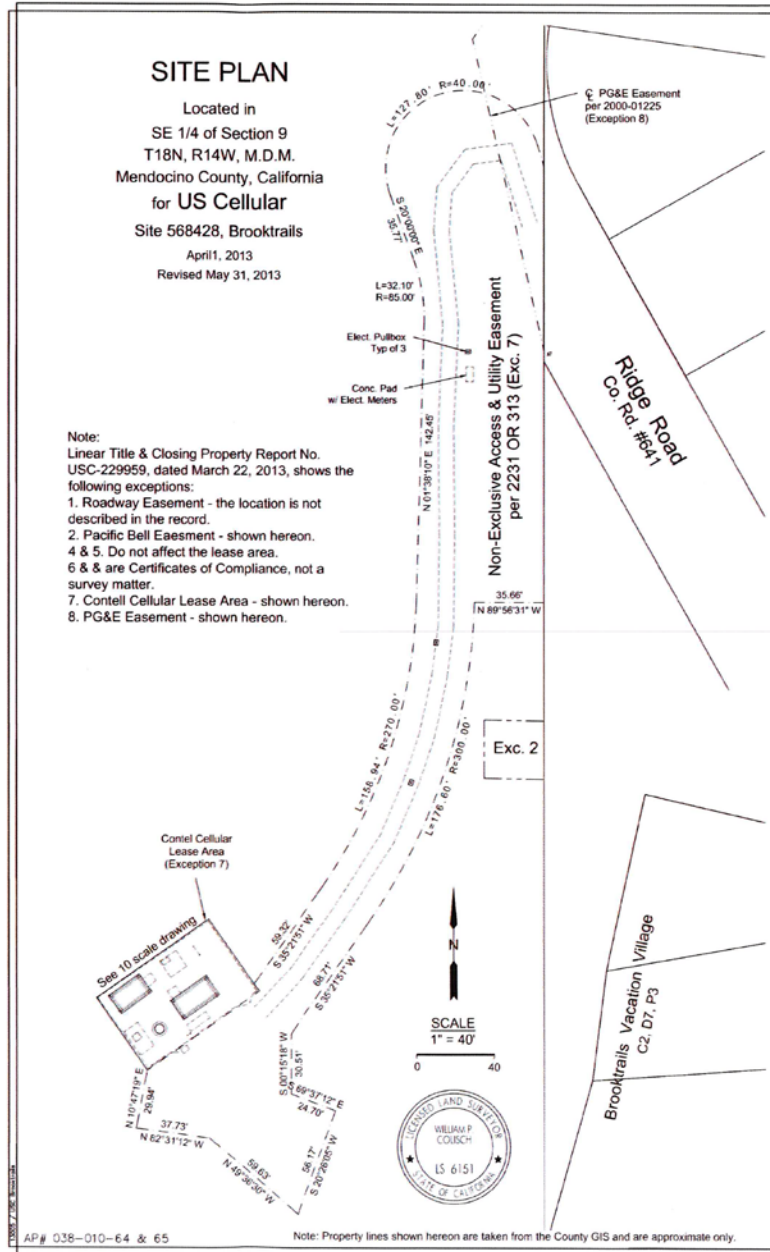 SITE PLAN
Located in
SE 1/4 of Section 9
T18N, R14W, M.D.M.
Mendocino County, California
for US Cellular
Site 568428, Brooktrails
April1, 2013
Revised May 31, 2013
L=127.80' R=40.00'
℄ PG&E Easement
per 2000-01225
(Exception 8)
S 20°00'00" E
35.77'
L=32.10'
R=85.00'
Elect. Pullbox
Typ of 3
Conc. Pad
w/ Elect. Meters
N 01°38'10" E 142.45'
Non-Exclusive Access & Utility Easement
per 2231 OR 313 (Exc. 7)
Ridge Road
Co. Rd. #641
Note:
Linear Title & Closing Property Report No.
USC-229959, dated March 22, 2013, shows the
following exceptions:
1. Roadway Easement - the location is not
described in the record.
2. Pacific Bell Eaesment - shown hereon.
4 & 5. Do not affect the lease area.
6 & & are Certificates of Compliance, not a
survey matter.
7. Contell Cellular Lease Area - shown hereon.
8. PG&E Easement - shown hereon.
35.66'
N 89°56'31" W
Exc. 2
L=158.94' R=270.00'
L=176.60' R=300.00'
Contel Cellular
Lease Area
(Exception 7)
See 10 scale drawing
59.32'
S 35°21'51" W
68.71'
S 35°21'51" W
N
SCALE
1" = 40'
0 40
Brooktrails Vacation Village
C2, D7, P3
S 00°15'18" W
30.51'
S 69°37'12" E
24.70'
N 10°47'19" E
29.94'
37.73'
N 82°31'12" W
59.63'
N 49°36'30" W
56.17'
S 20°26'05" W
LICENSED LAND SURVEYOR
WILLIAM P.
COLISCH
LS 6151
STATE OF CALIFORNIA
AP# 038-010-64 & 65
Note: Property lines shown hereon are taken from the County GIS and are approximate only.